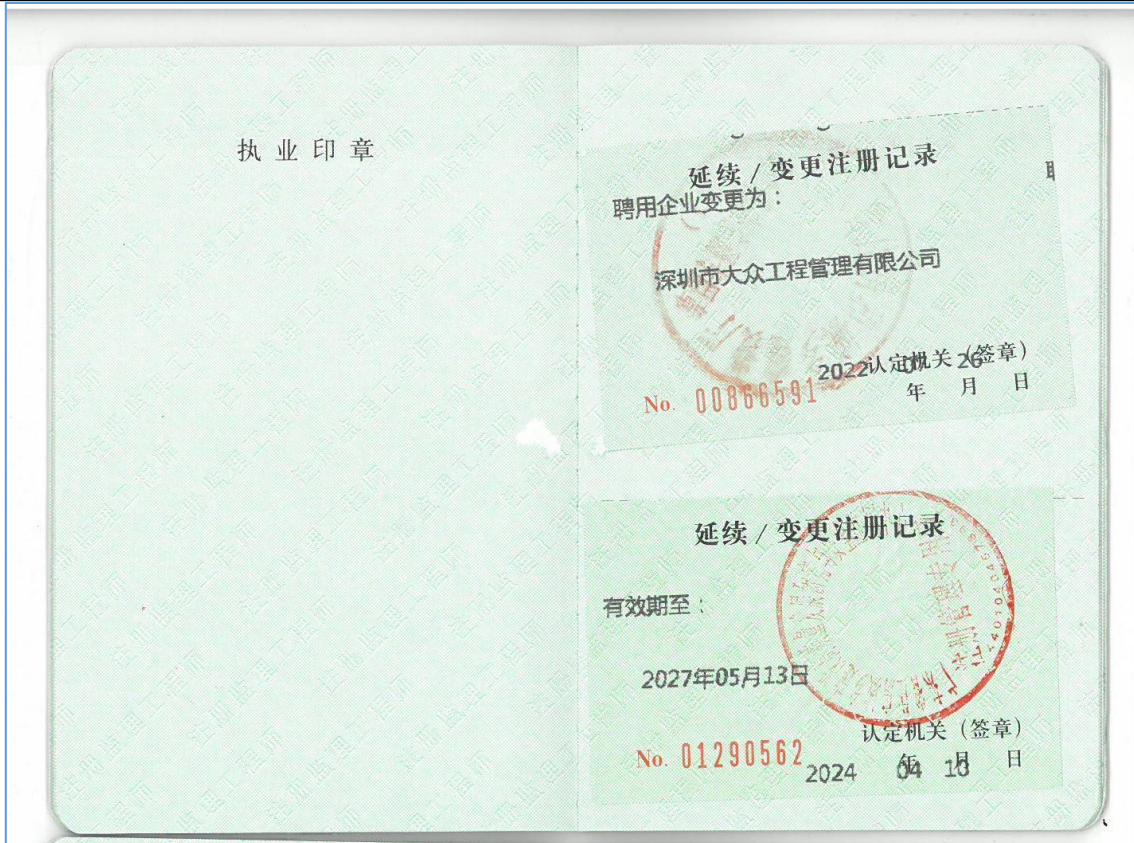 执业印章
延续/变更注册记录
聘用企业变更为：
深圳市大众工程管理有限公司
认定机关（签章）
2022 07 26
年 月 日
No. 00866591
延续/变更注册记录
有效期至：
2027年05月13日
认定机关（签章）
No. 01290562
2024 04 18
年 月 日